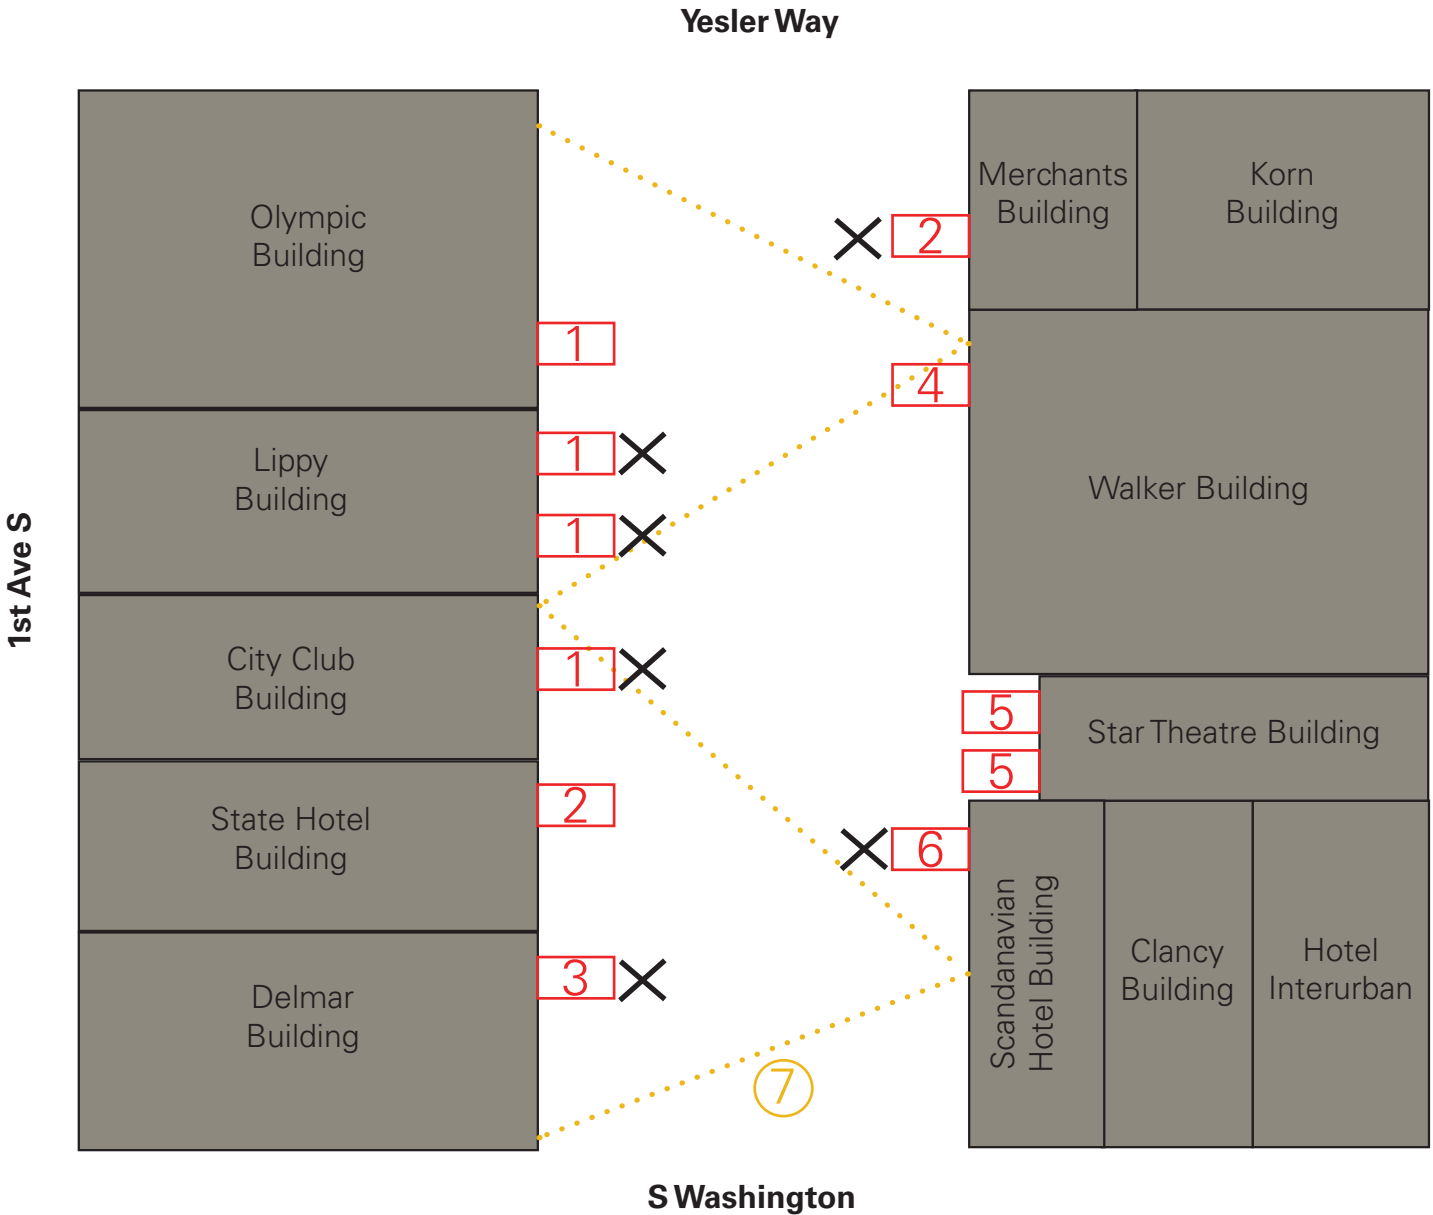 Yesler Way
Olympic
Building
Merchants
Building
Korn
Building
2
1
4
Lippy
Building
1
1
Walker Building
1st Ave S
City Club
Building
1
5
Star Theatre Building
5
State Hotel
Building
2
6
Scandanavian
Hotel Building
Clancy
Building
Hotel
Interurban
Delmar
Building
3
7
S Washington